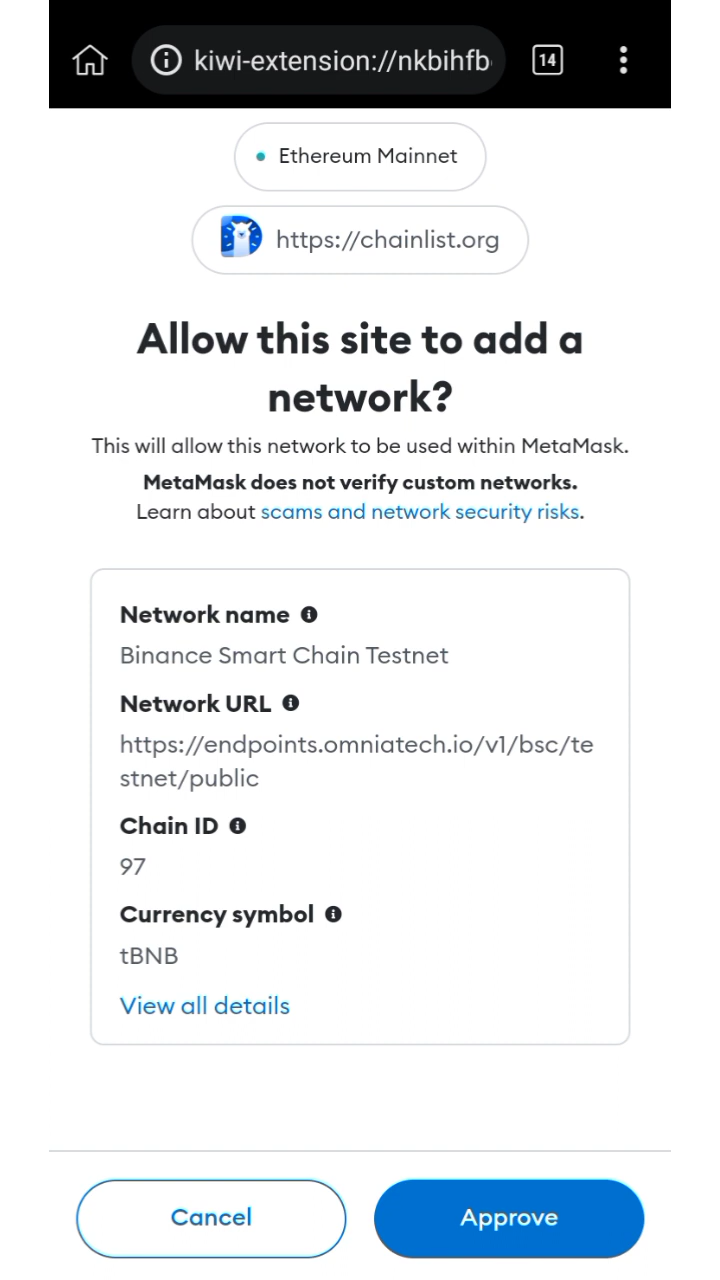 kiwi-extension://nkbihfb
14
Ethereum Mainnet
https://chainlist.org
Allow this site to add a
network?
This will allow this network to be used within MetaMask.
MetaMask does not verify custom networks.
Learn about scams and network security risks.
Network name
Binance Smart Chain Testnet
Network URL
https://endpoints.omniatech.io/v1/bsc/te
stnet/public
Chain ID
97
Currency symbol
tBNB
View all details
Cancel
Approve